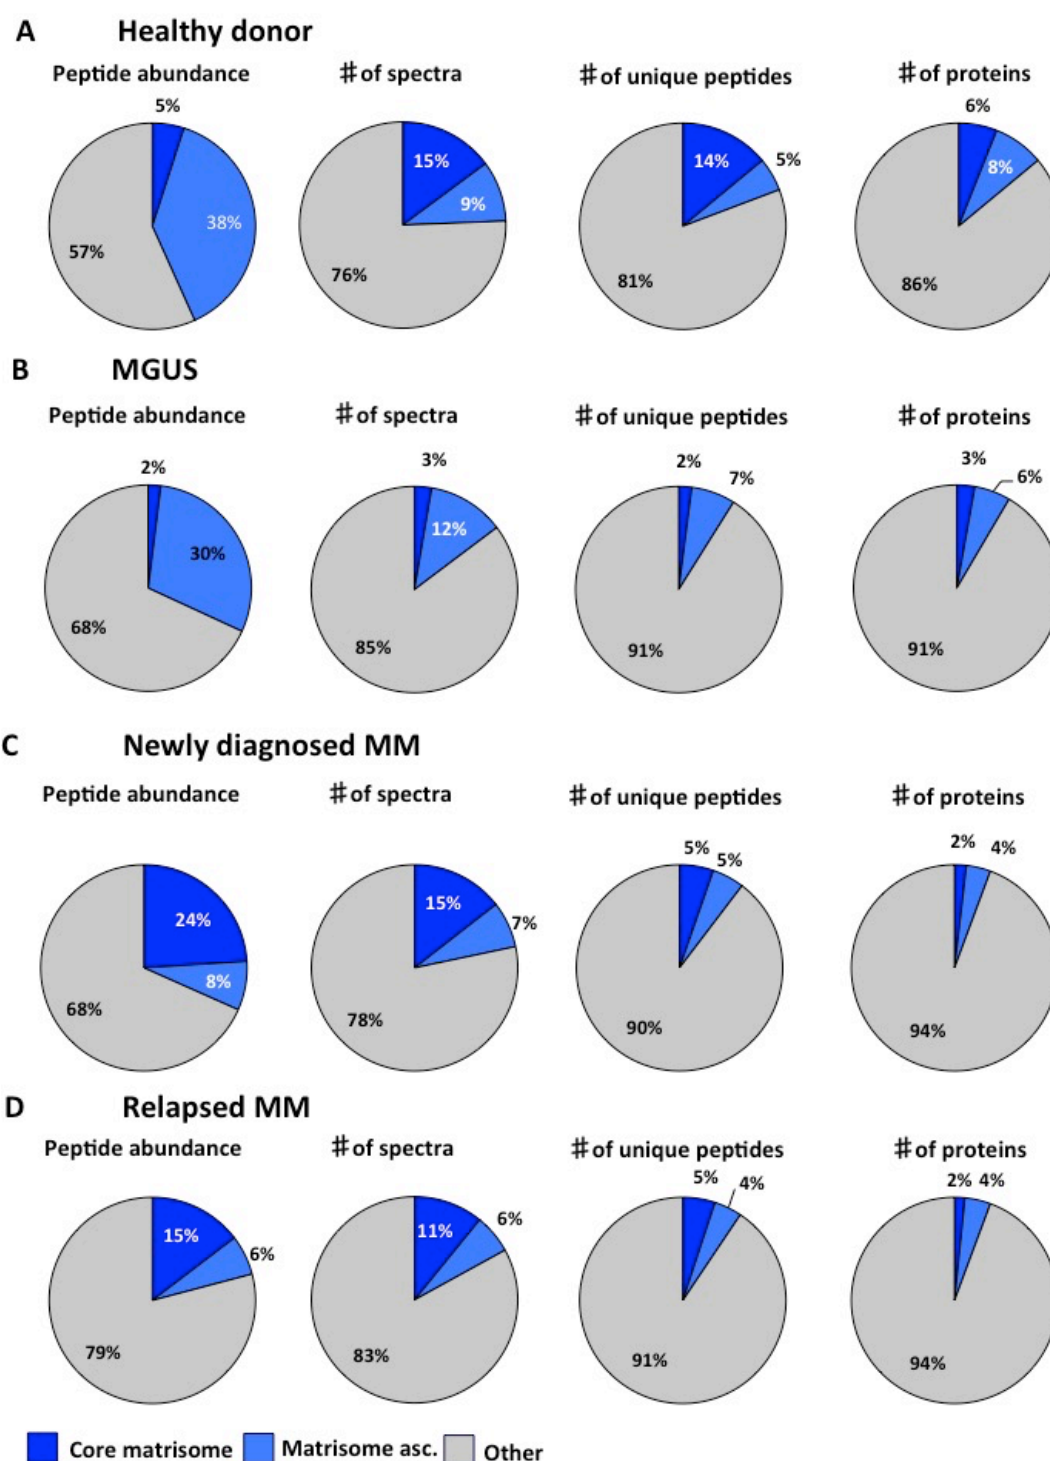 A Healthy donor
Peptide abundance # of spectra # of unique peptides # of proteins
5% 38% 57% 15% 9% 76% 14% 5% 81% 6% 8% 86%
B MGUS
Peptide abundance # of spectra # of unique peptides # of proteins
2% 30% 68% 3% 12% 85% 2% 7% 91% 3% 6% 91%
C Newly diagnosed MM
Peptide abundance # of spectra # of unique peptides # of proteins
24% 8% 68% 15% 7% 78% 5% 5% 90% 2% 4% 94%
D Relapsed MM
Peptide abundance # of spectra # of unique peptides # of proteins
15% 6% 79% 11% 6% 83% 5% 4% 91% 2% 4% 94%
Core matrisome Matrisome asc. Other